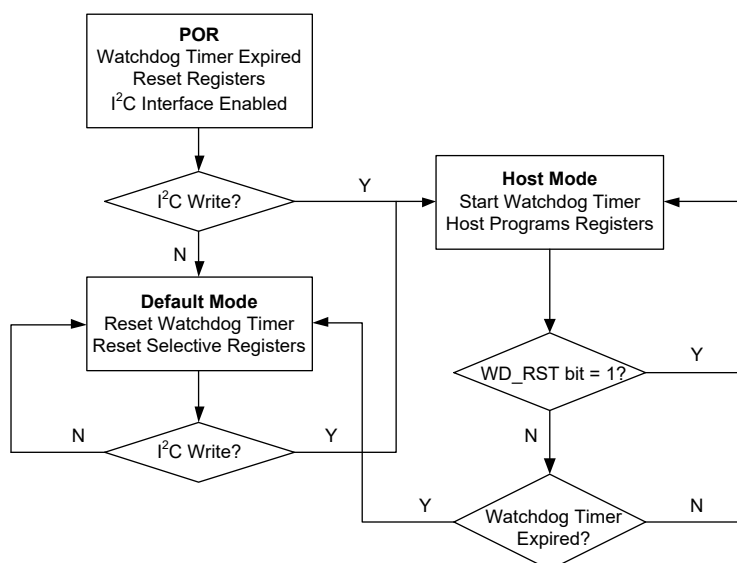 POR
Watchdog Timer Expired
Reset Registers
I²C Interface Enabled
I²C Write?
Y
N
Host Mode
Start Watchdog Timer
Host Programs Registers
Default Mode
Reset Watchdog Timer
Reset Selective Registers
WD_RST bit = 1?
Y
N
I²C Write?
N
Y
Watchdog Timer
Expired?
Y
N